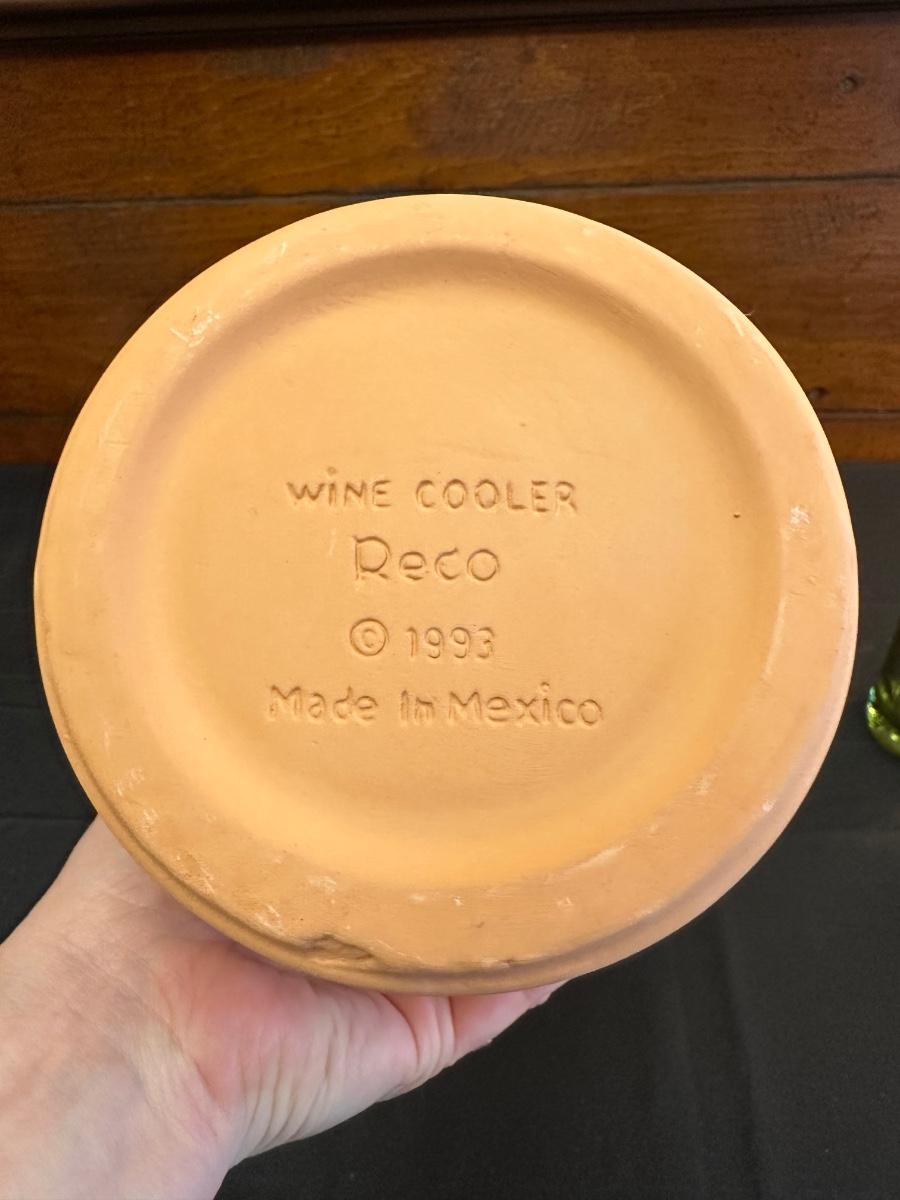 WiNE COOLER
Reco
© 1993
Made In Mexico